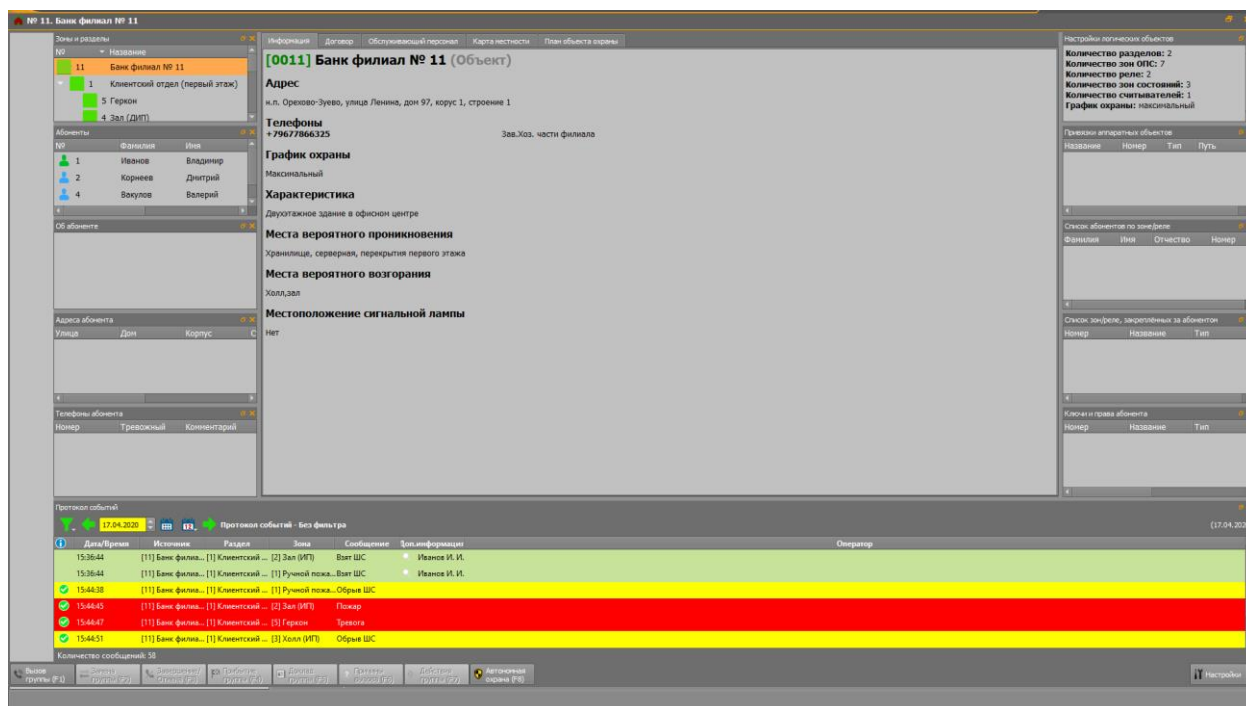 № 11. Банк филиал № 11
Зоны и разделы
№ Название
11 Банк филиал № 11
1 Клиентский отдел (первый этаж)
5 Геркон
4 Зал (ДИП)
Абоненты
№ Фамилия Имя
1 Иванов Владимир
2 Корнеев Дмитрий
4 Вакулов Валерий
Об абоненте
Адреса абонента
Улица Дом Корпус С
Телефоны абонента
Номер Тревожный Комментарий
Информация Договор Обслуживающий персонал Карта местности План объекта охраны
[0011] Банк филиал № 11 (Объект)
Адрес
н.п. Орехово-Зуево, улица Ленина, дом 97, корус 1, строение 1
Телефоны
+79677866325 Зав.Хоз. части филиала
График охраны
Максимальный
Характеристика
Двухэтажное здание в офисном центре
Места вероятного проникновения
Хранилище, серверная, перекрытия первого этажа
Места вероятного возгорания
Холл,зал
Местоположение сигнальной лампы
Нет
Настройки логических объектов
Количество разделов: 2
Количество зон ОПС: 7
Количество реле: 2
Количество зон состояний: 3
Количество считывателей: 1
График охраны: максимальный
Привязки аппаратных объектов
Название Номер Тип Путь
Список абонентов по зоне/реле
Фамилия Имя Отчество Номер
Список зон/реле, закреплённых за абонентом
Номер Название Тип
Ключи и права абонента
Номер Название Тип
Протокол событий
17.04.2020 Протокол событий - Без фильтра (17.04.202
Дата/Время Источник Раздел Зона Сообщение Доп.информацию Оператор
15:36:44 [11] Банк филиа... [1] Клиентский ... [2] Зал (ИП) Взят ШС Иванов И. И.
15:36:44 [11] Банк филиа... [1] Клиентский ... [1] Ручной пожа... Взят ШС Иванов И. И.
15:44:38 [11] Банк филиа... [1] Клиентский ... [1] Ручной пожа... Обрыв ШС
15:44:45 [11] Банк филиа... [1] Клиентский ... [2] Зал (ИП) Пожар
15:44:47 [11] Банк филиа... [1] Клиентский ... [5] Геркон Тревога
15:44:51 [11] Банк филиа... [1] Клиентский ... [3] Холл (ИП) Обрыв ШС
Количество сообщений: 58
Вызов группы (F1)
Автономная охрана (F8)
Настройки